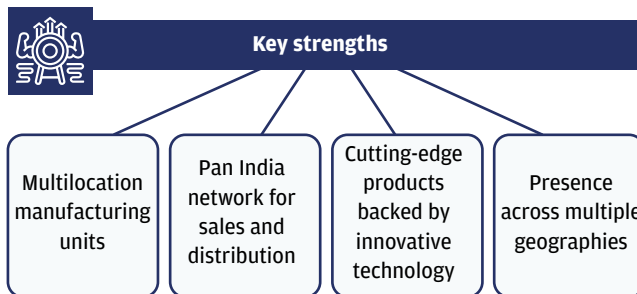 Key strengths
Multilocation
manufacturing
units
Pan India
network for
sales and
distribution
Cutting-edge
products
backed by
innovative
technology
Presence
across multiple
geographies